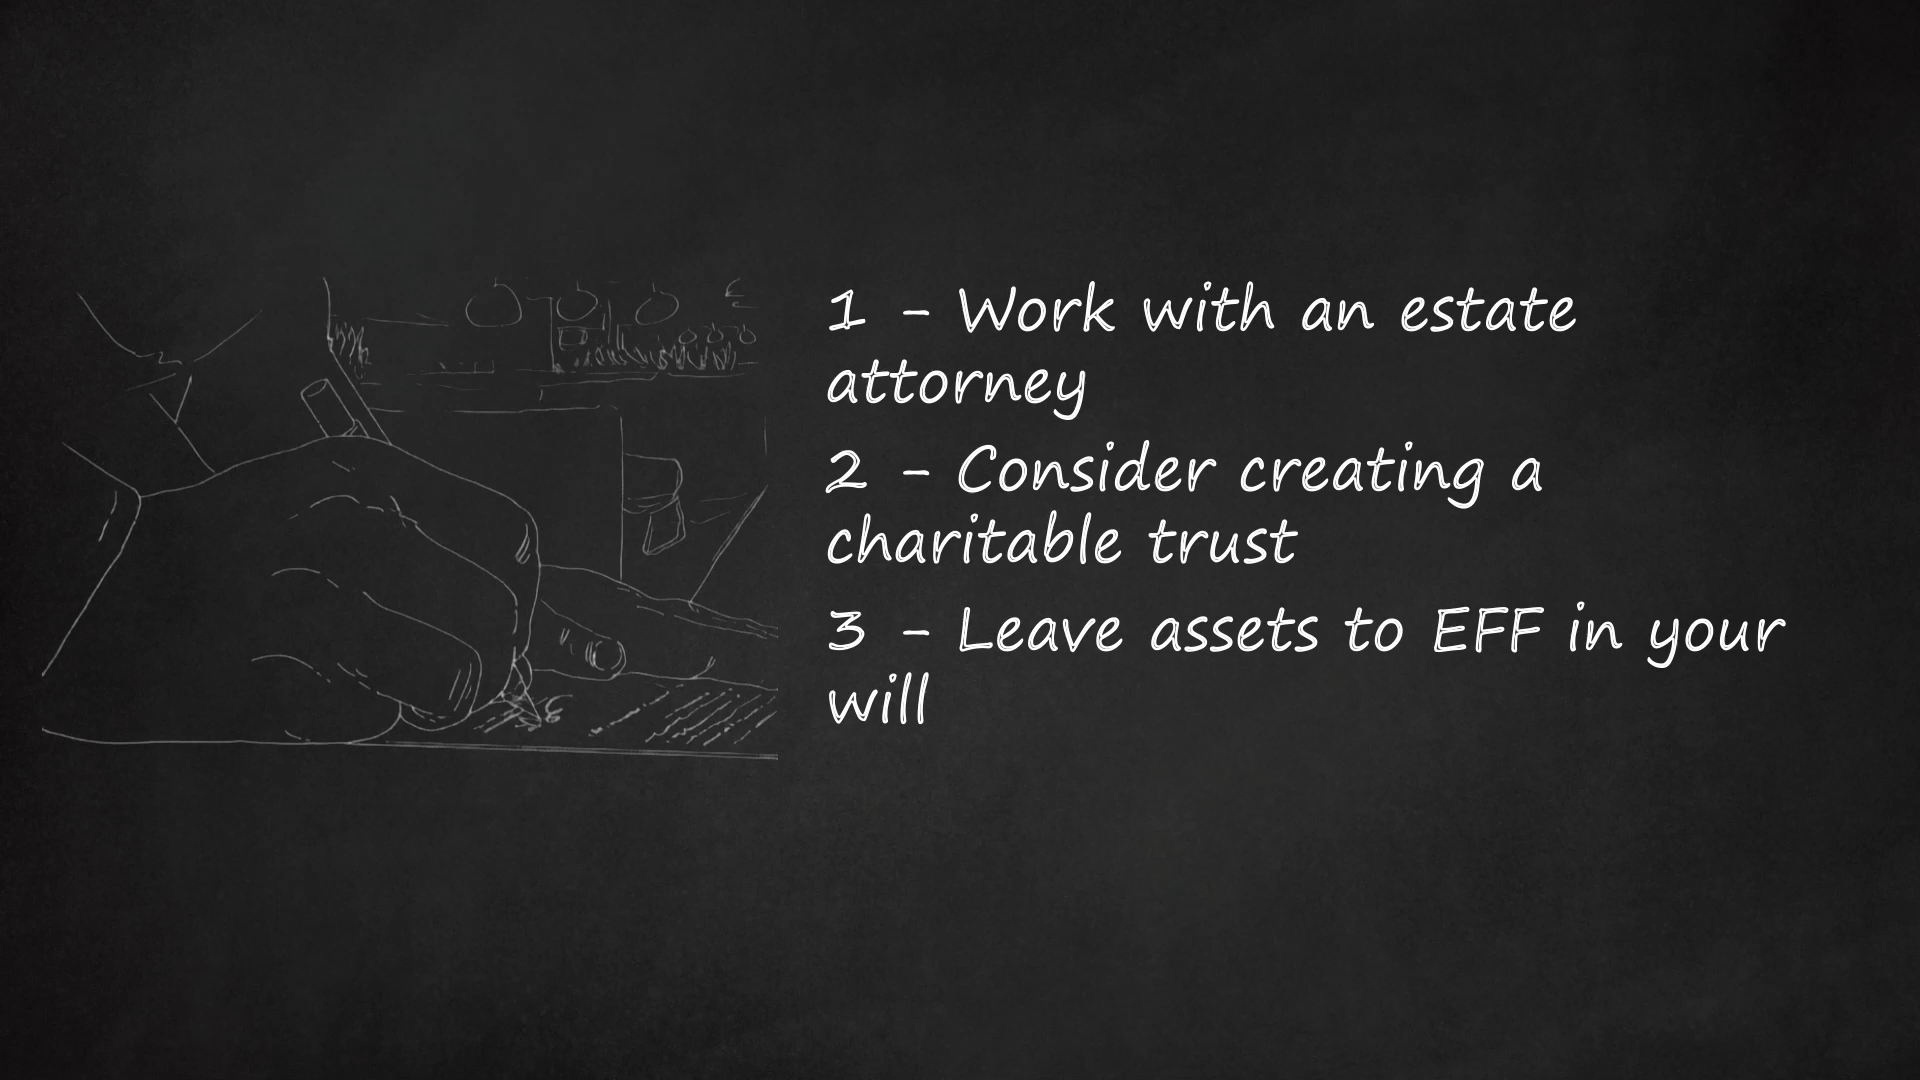 1 - Work with an estate
attorney
2 - Consider creating a
charitable trust
3 - Leave assets to EFF in your
will